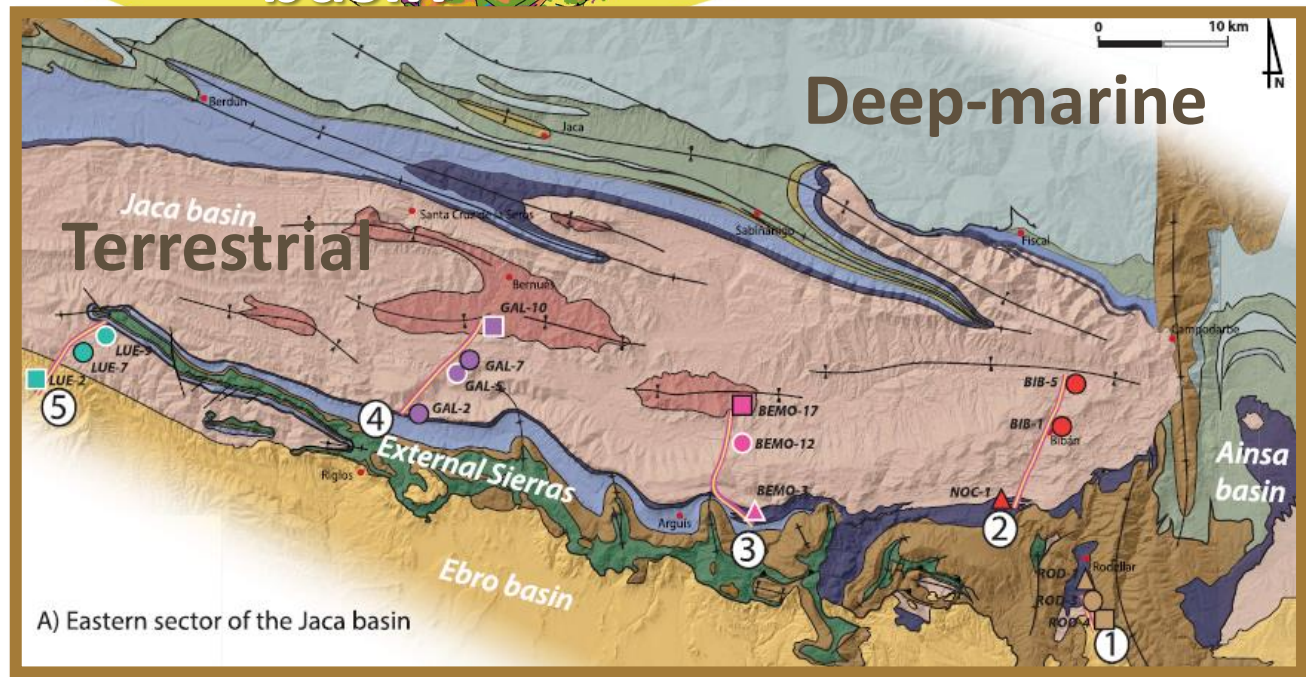 0 10 km
N
Deep-marine
Berdún
Jaca
Jaca basin
Terrestrial
Santa Cruz de la Seros
Sabiñánigo
Fiscal
Bernués
GAL-10
Campodarbe
LUE-9
LUE-7
LUE-2
GAL-7
GAL-5
GAL-2
BIB-5
BEMO-17
BIB-1
Bibán
BEMO-12
5
4
External Sierras
Ainsa
basin
Riglos
BEMO-3
NOC-1
Arguis
3
2
Ebro basin
Rodellar
ROD-1
ROD-3
ROD-4
1
A) Eastern sector of the Jaca basin